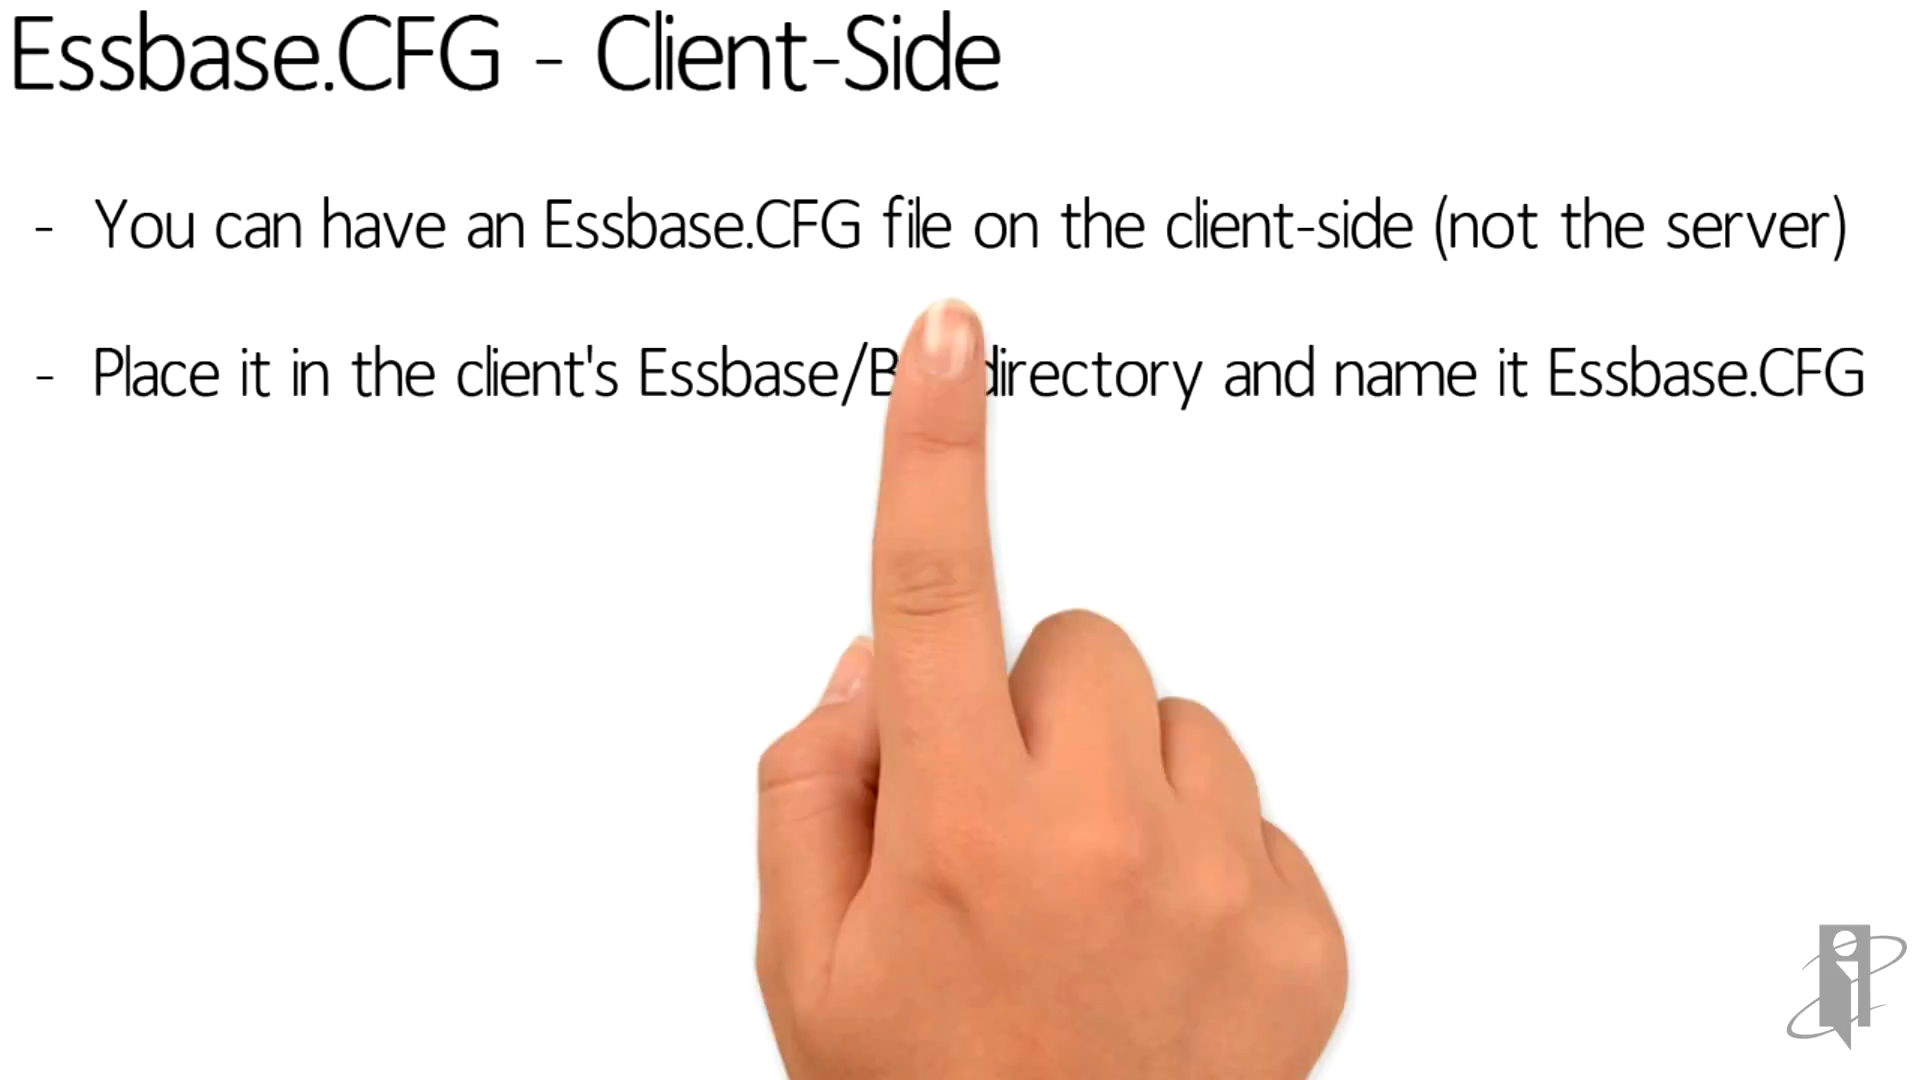 Essbase.CFG - Client-Side
- You can have an Essbase.CFG file on the client-side (not the server)
- Place it in the client's Essbase/B directory and name it Essbase.CFG